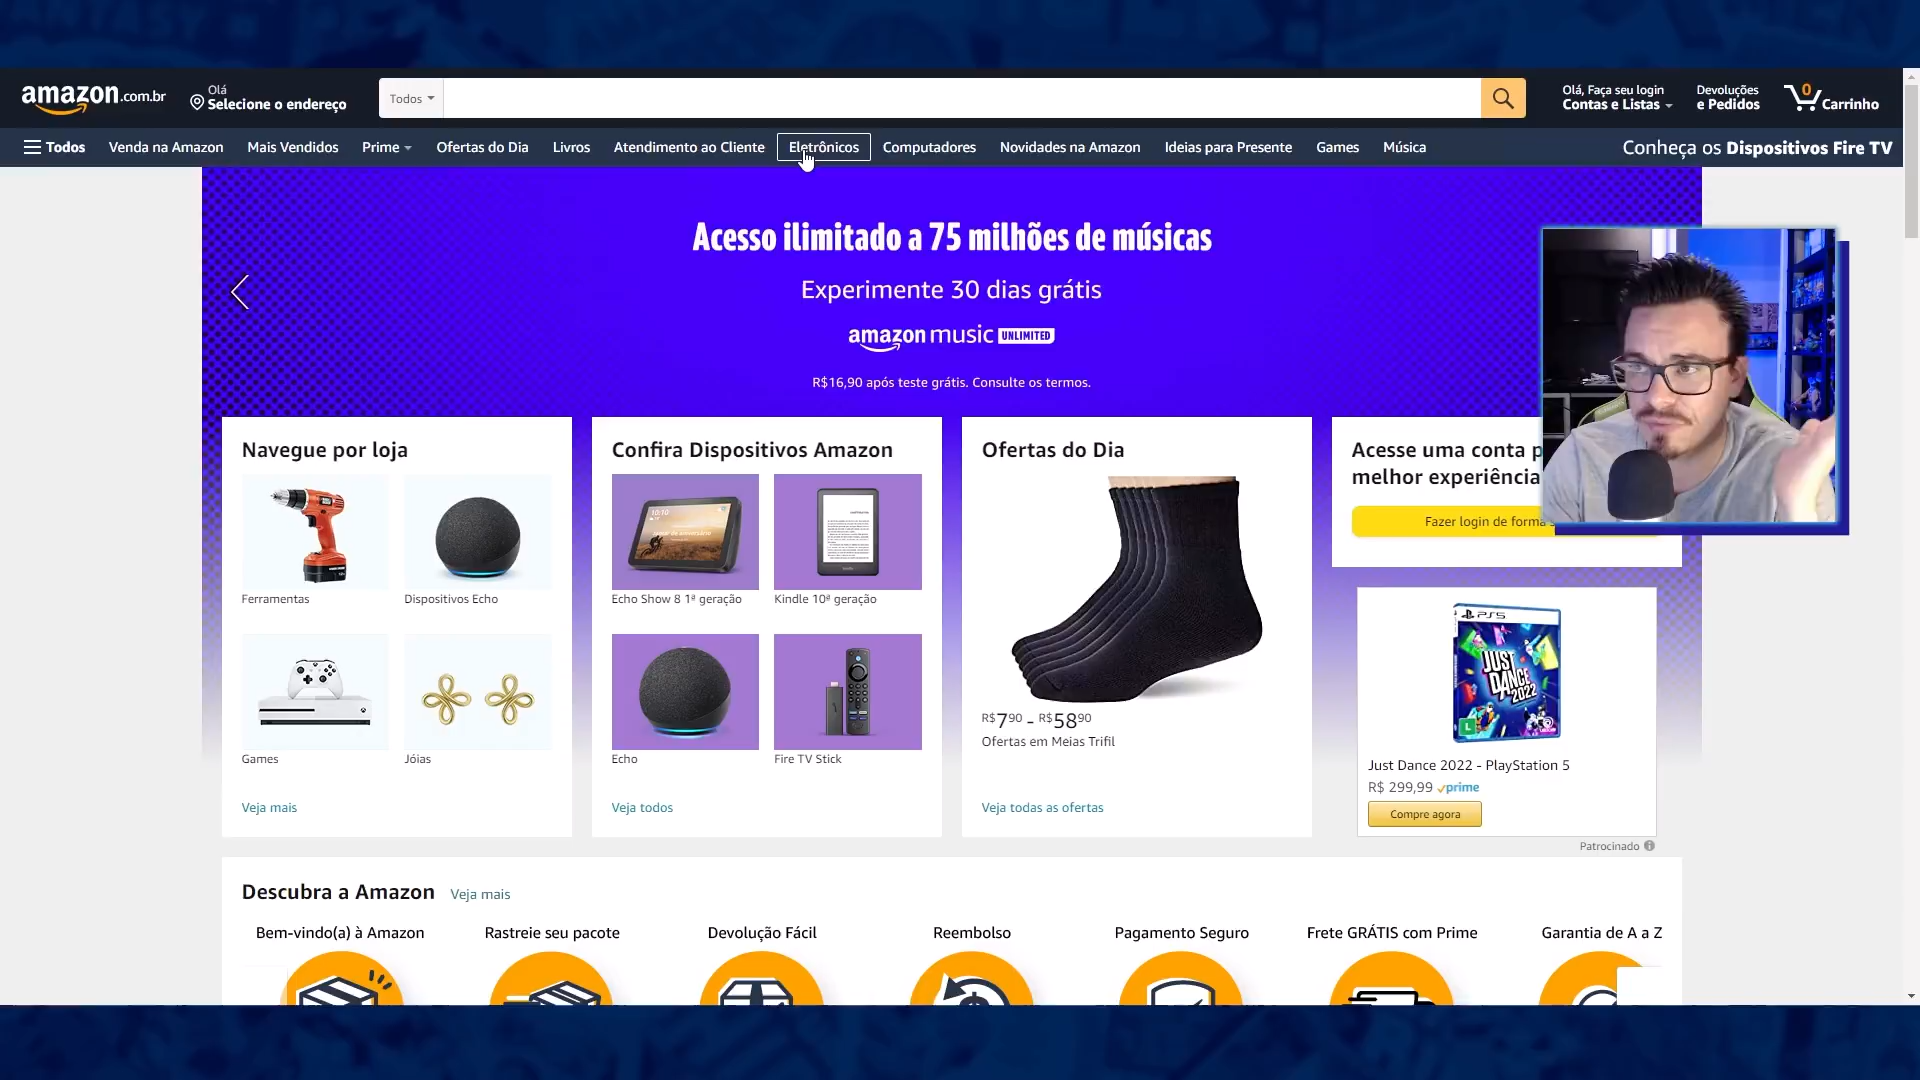 amazon.com.br
Olá
Selecione o endereço
Todos
Olá, Faça seu login
Contas e Listas
Devoluções
e Pedidos
0
Carrinho
Todos
Venda na Amazon
Mais Vendidos
Prime
Ofertas do Dia
Livros
Atendimento ao Cliente
Eletrônicos
Computadores
Novidades na Amazon
Ideias para Presente
Games
Música
Conheça os Dispositivos Fire TV
Acesso ilimitado a 75 milhões de músicas
Experimente 30 dias grátis
amazon music UNLIMITED
R$16,90 após teste grátis. Consulte os termos.
Navegue por loja
Ferramentas
Dispositivos Echo
Games
Jóias
Veja mais
Confira Dispositivos Amazon
10:10
Echo Show 8 1ª geração
Kindle 10ª geração
Echo
Fire TV Stick
Veja todos
Ofertas do Dia
R$790 - R$5890
Ofertas em Meias Trifil
Veja todas as ofertas
Acesse uma conta p
melhor experiência
Fazer login de forma
PS5
JUST
DANCE
2022
L
Just Dance 2022 - PlayStation 5
R$ 299,99 prime
Compre agora
Patrocinado
Descubra a Amazon Veja mais
Bem-vindo(a) à Amazon
Rastreie seu pacote
Devolução Fácil
Reembolso
Pagamento Seguro
Frete GRÁTIS com Prime
Garantia de A a Z